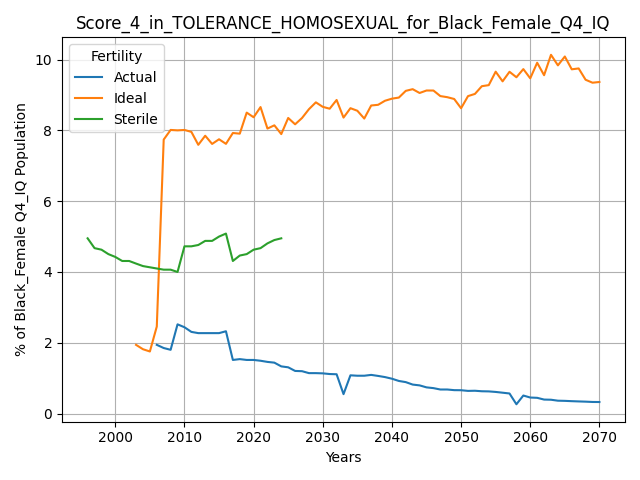 Score_4_in_TOLERANCE_HOMOSEXUAL_for_Black_Female_Q4_IQ
Fertility
Actual
Ideal
Sterile
% of Black_Female Q4_IQ Population
10
8
6
4
2
0
2000 2010 2020 2030 2040 2050 2060 2070
Years